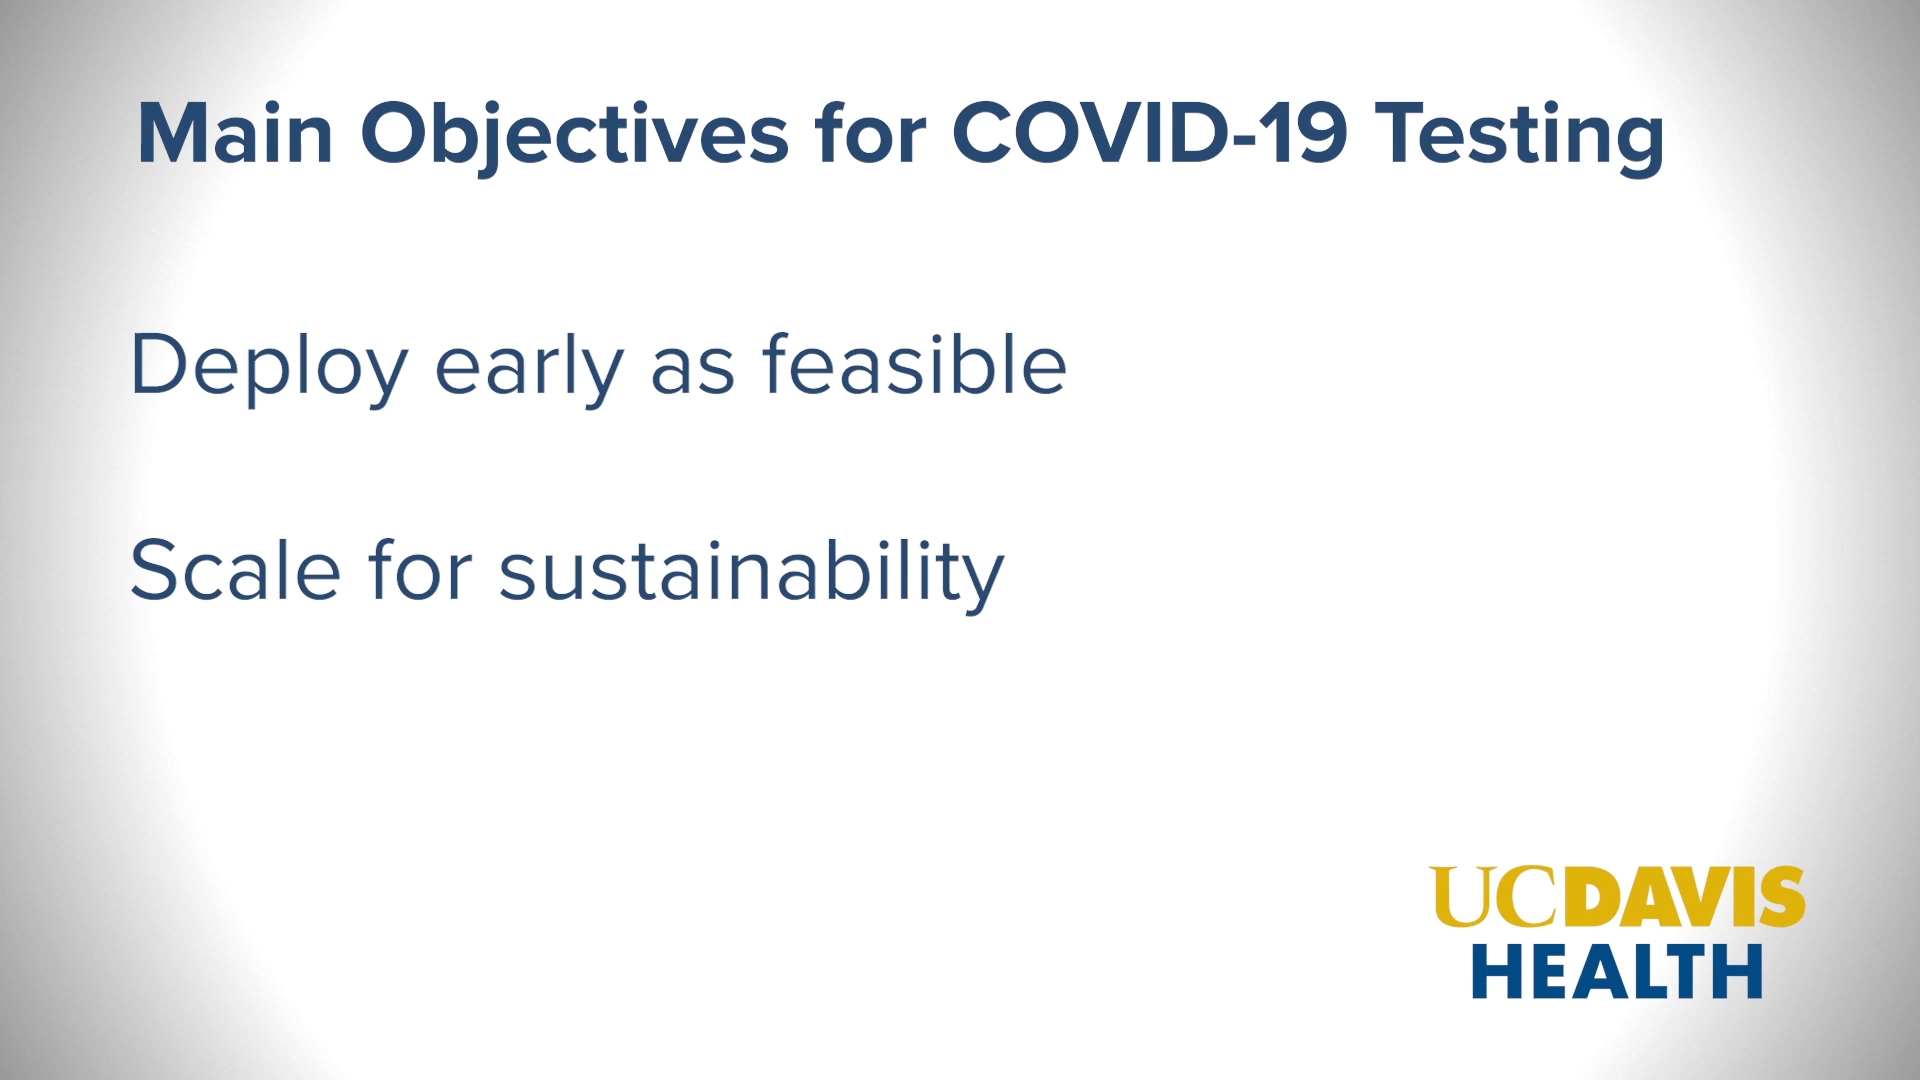 Main Objectives for COVID-19 Testing
Deploy early as feasible
Scale for sustainability
UCDAVIS
HEALTH